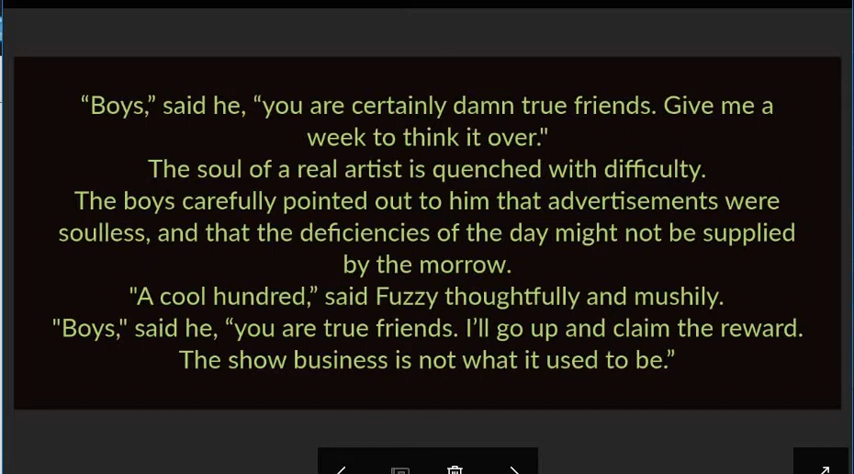 “Boys,” said he, “you are certainly damn true friends. Give me a
week to think it over."
The soul of a real artist is quenched with difficulty.
The boys carefully pointed out to him that advertisements were
soulless, and that the deficiencies of the day might not be supplied
by the morrow.
"A cool hundred,” said Fuzzy thoughtfully and mushily.
"Boys," said he, “you are true friends. I’ll go up and claim the reward.
The show business is not what it used to be.”